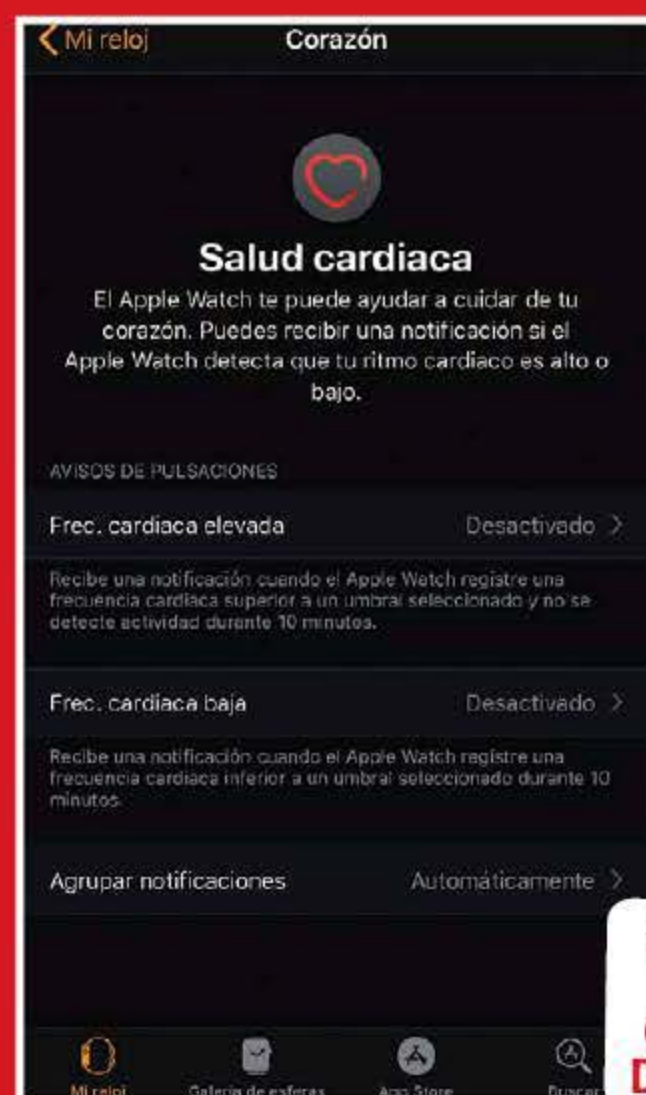 Mi reloj Corazón
Salud cardiaca
El Apple Watch te puede ayudar a cuidar de tu
corazón. Puedes recibir una notificación si el
Apple Watch detecta que tu ritmo cardiaco es alto o
bajo.
AVISOS DE PULSACIONES
Frec. cardiaca elevada Desactivado
Recibe una notificación cuando el Apple Watch registre una
frecuencia cardiaca superior a un umbral seleccionado y no se
detecte actividad durante 10 minutos.
Frec. cardiaca baja Desactivado
Recibe una notificación cuando el Apple Watch registre una
frecuencia cardiaca inferior a un umbral seleccionado durante 10
minutos.
Agrupar notificaciones Automáticamente
Mi reloj Galería de esferas App Store Buscar
D